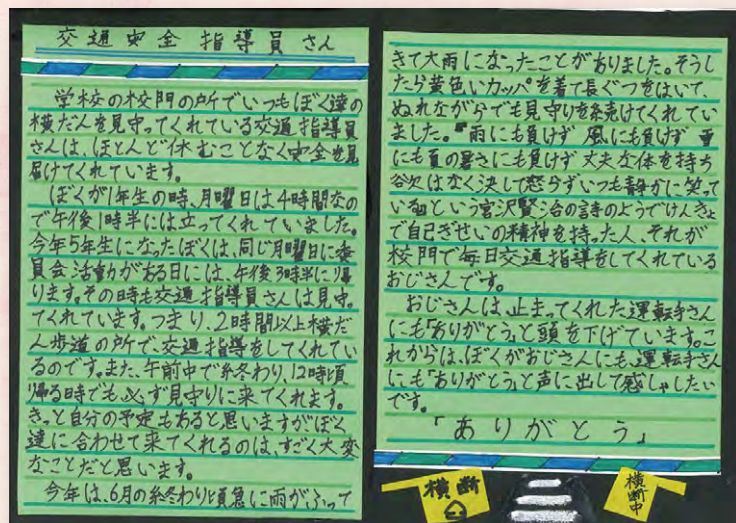 交通安全 指導員 さん
学校の校門の所でいつもぼく達の
横だんを見守ってくれている交通指導員
さんは、ほとんど休むことなく安全を見
届けてくれています。
ぼくが1年生の時、月曜日は4時間なの
で午後1時半には立ってくれていました。
今年5年生になったぼくは、同じ月曜日に委
員会活動がある日には、午後3時半に帰
ります。その時も交通指導員さんは見守っ
てくれています。つまり、2時間以上横だ
ん歩道の所で、交通指導をしてくれてい
るのです。また、午前中で終わり、12時頃
帰る時でも必ず見守りに来てくれます。
きっと自分の予定もあると思いますがぼく
達に合わせて来てくれるのは、すごく大変
なことだと思います。
今年は、6月の終わり頃急に雨がふって
きて大雨になったことがありました。そうし
たら黄色いカッパを着て長ぐつをはいて、
ぬれながらでも見守りを続けてくれてい
ました。『雨にも負けず 風にも負けず 雪
にも夏の暑さにも負けず 丈夫な体を持ち
欲はなく決して怒らずいつも静かに笑って
いる』という宮沢賢治の詩のようでけんきょ
で自己ぎせいの精神を持った人、それが
校門で毎日交通指導をしてくれている
おじさんです。
おじさんは、止まってくれた運転手さん
にも「ありがとう」と頭を下げています。こ
れからは、ぼくがおじさんにも、運転手さん
にも「ありがとう」と声に出して感しゃしたい
です。
「ありがとう」
横断
横断中